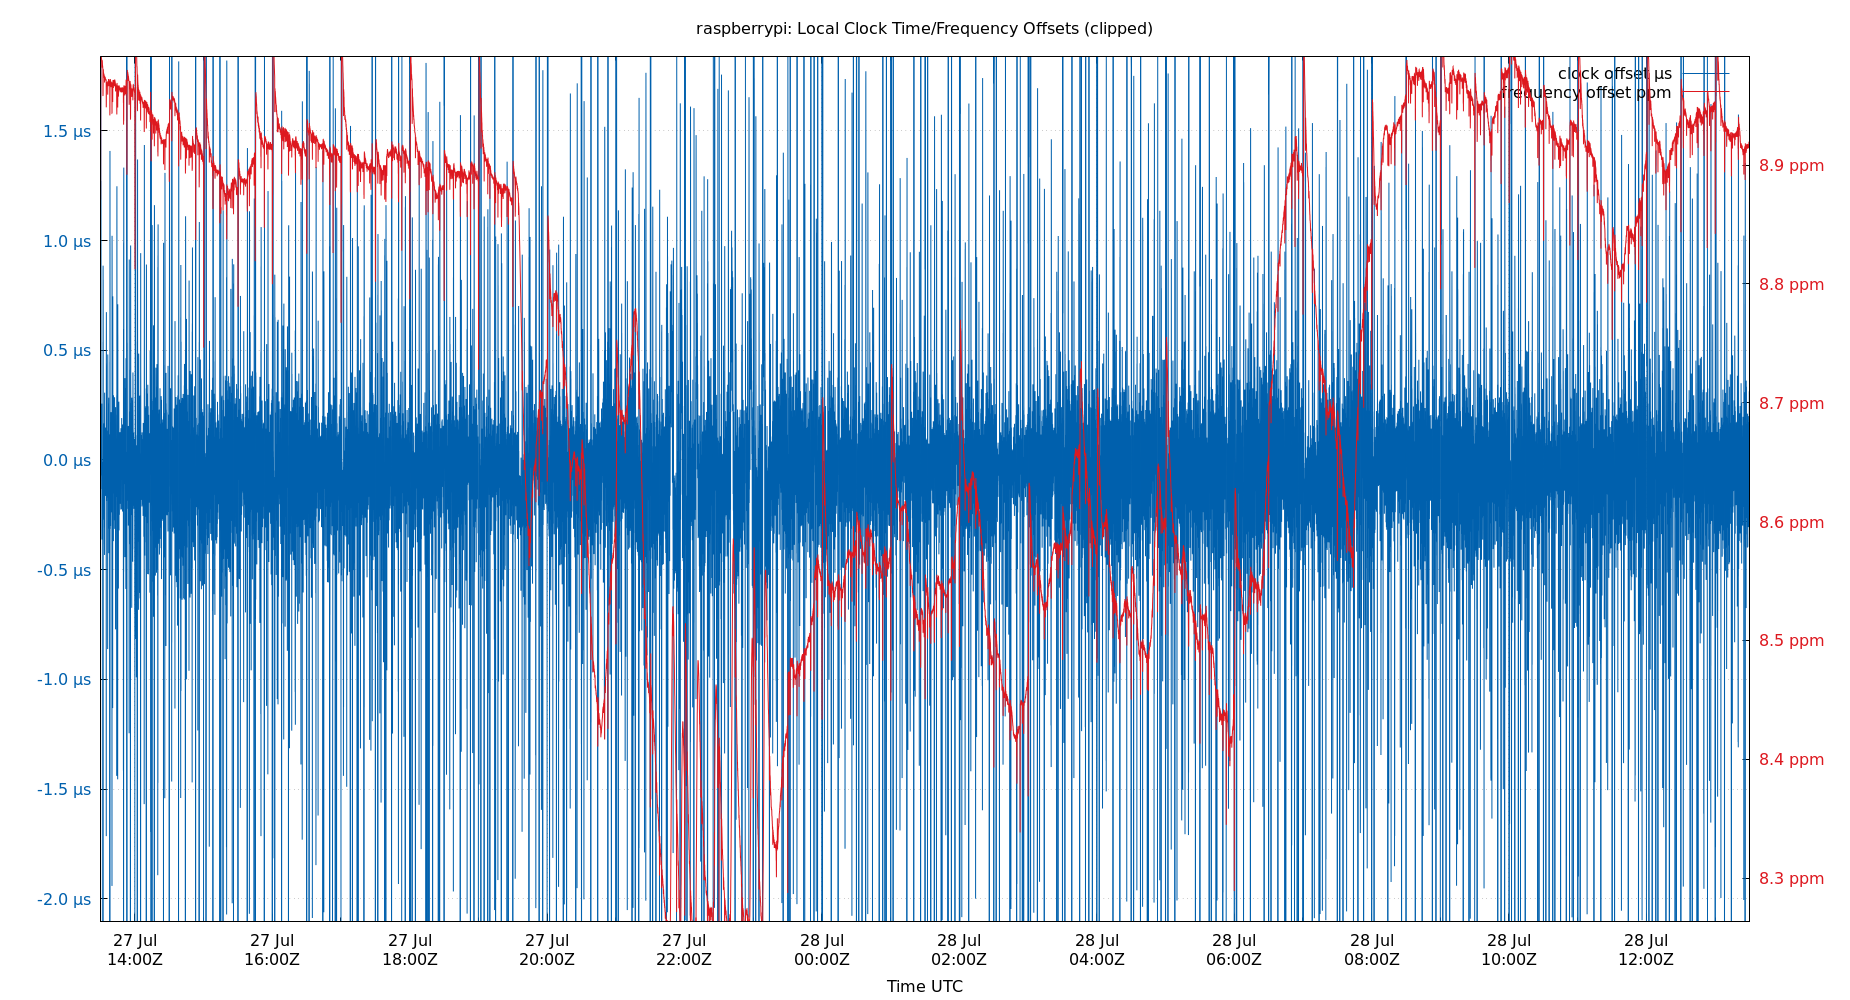 raspberrypi: Local Clock Time/Frequency Offsets (clipped)
clock offset µs
frequency offset ppm
1.5 µs
1.0 µs
0.5 µs
0.0 µs
-0.5 µs
-1.0 µs
-1.5 µs
-2.0 µs
8.9 ppm
8.8 ppm
8.7 ppm
8.6 ppm
8.5 ppm
8.4 ppm
8.3 ppm
27 Jul 27 Jul 27 Jul 27 Jul 27 Jul 28 Jul 28 Jul 28 Jul 28 Jul 28 Jul 28 Jul 28 Jul
14:00Z 16:00Z 18:00Z 20:00Z 22:00Z 00:00Z 02:00Z 04:00Z 06:00Z 08:00Z 10:00Z 12:00Z
Time UTC